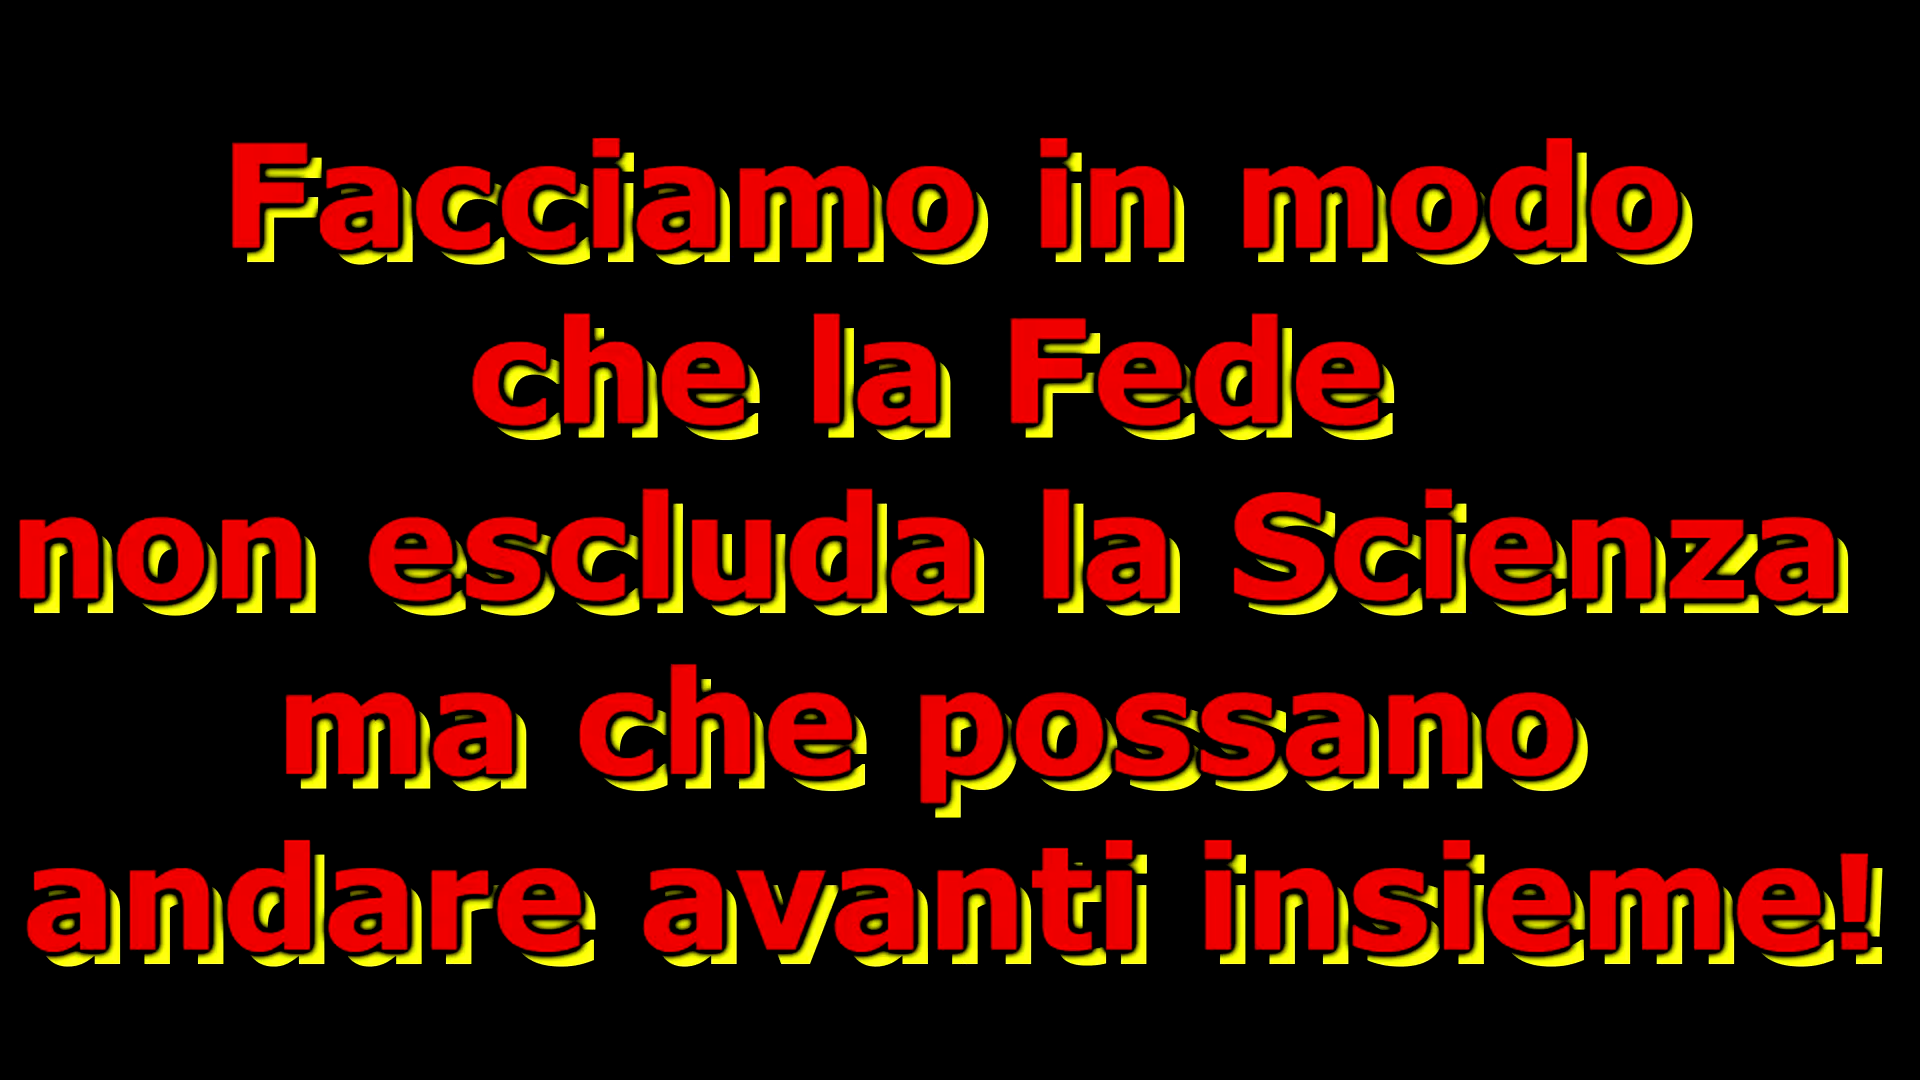 Facciamo in modo
che la Fede
non escluda la Scienza
ma che possano
andare avanti insieme!